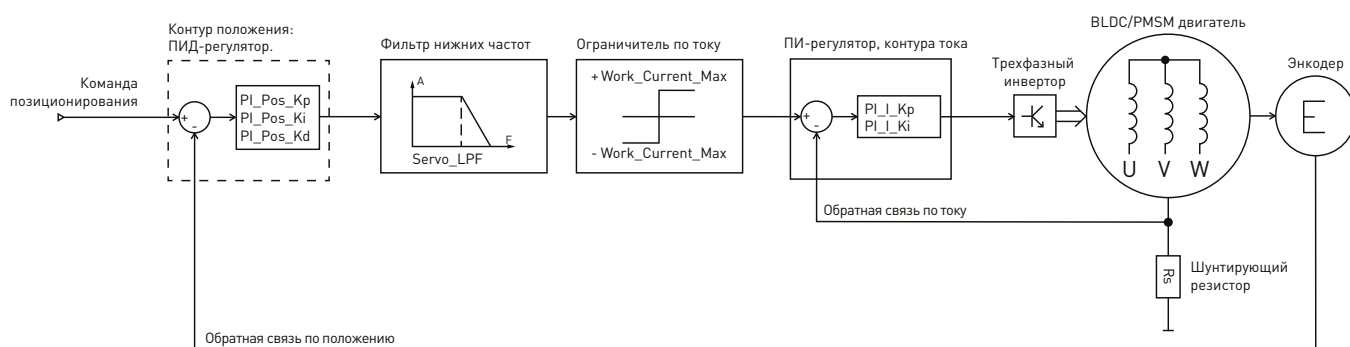 Команда
позиционирования
Контур положения:
ПИД-регулятор.
+
-
PI_Pos_Kp
PI_Pos_Ki
PI_Pos_Kd
Фильтр нижних частот
A
F
Servo_LPF
Ограничитель по току
+ Work_Current_Max
- Work_Current_Max
ПИ-регулятор, контура тока
+
-
PI_I_Kp
PI_I_Ki
Трехфазный
инвертор
BLDC/PMSM двигатель
U V W
Энкодер
E
Обратная связь по току
Rs
Шунтирующий
резистор
Обратная связь по положению